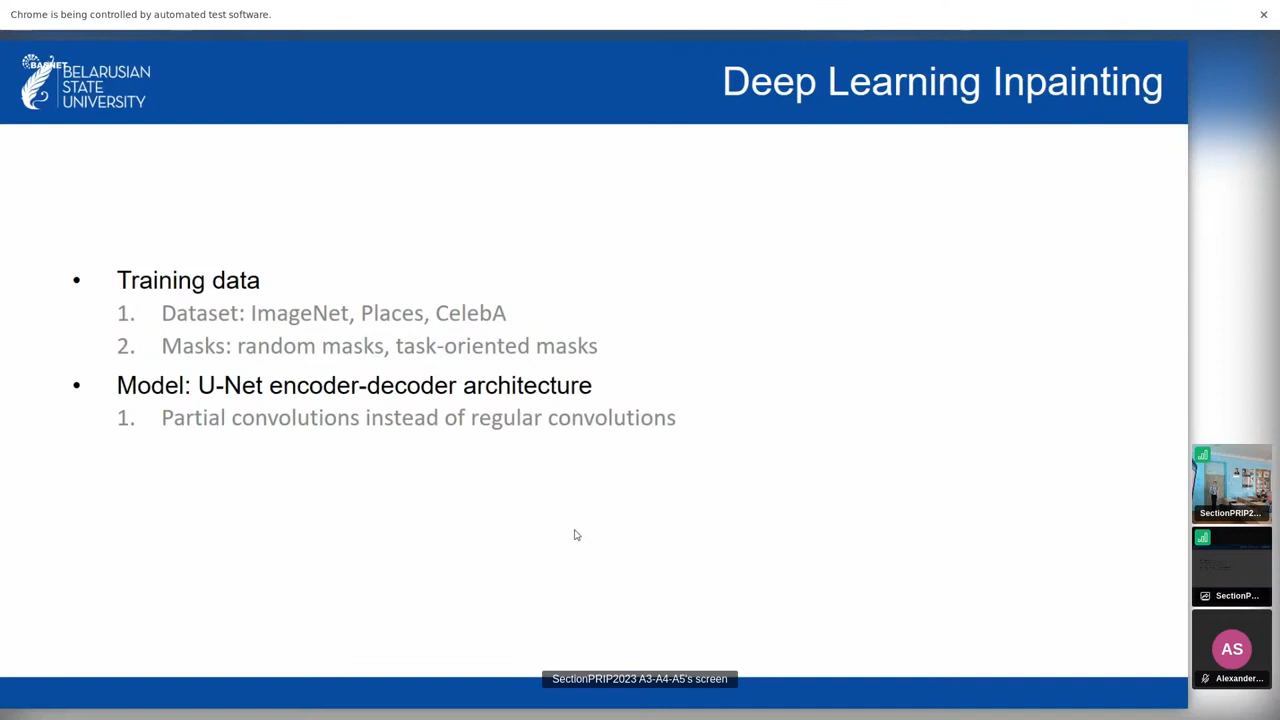 Chrome is being controlled by automated test software.
BASNET
BELARUSIAN
STATE
UNIVERSITY
Deep Learning Inpainting
• Training data
1. Dataset: ImageNet, Places, CelebA
2. Masks: random masks, task-oriented masks
• Model: U-Net encoder-decoder architecture
1. Partial convolutions instead of regular convolutions
SectionPRIP2...
SectionP...
AS
Alexander...
SectionPRIP2023 A3-A4-A5's screen